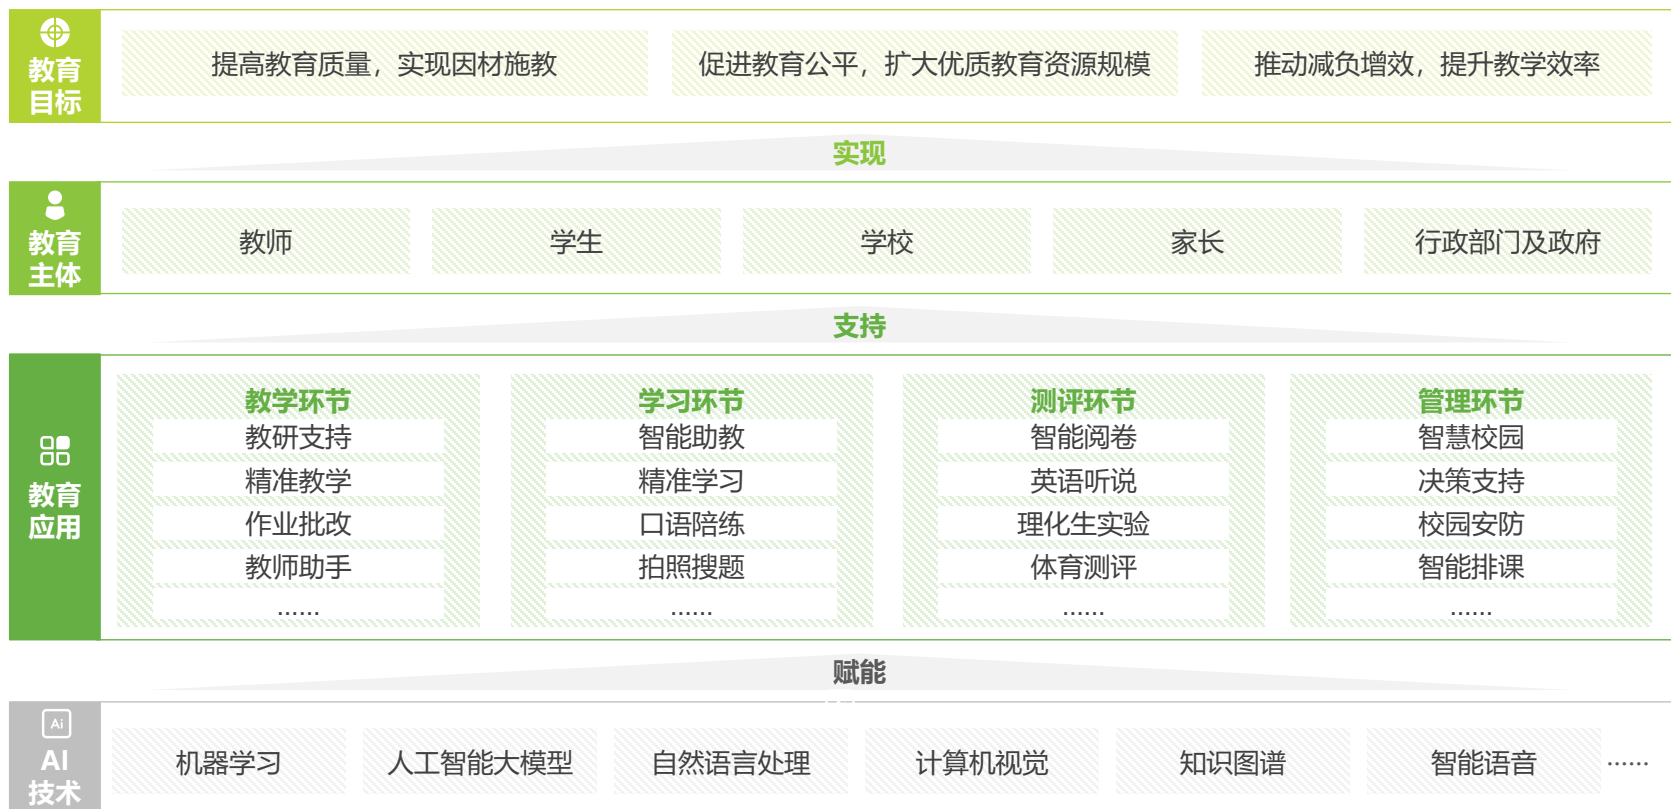 教育
目标
提高教育质量，实现因材施教
促进教育公平，扩大优质教育资源规模
推动减负增效，提升教学效率
实现
教育
主体
教师
学生
学校
家长
行政部门及政府
支持
教育
应用
教学环节
教研支持
精准教学
作业批改
教师助手
……
学习环节
智能助教
精准学习
口语陪练
拍照搜题
……
测评环节
智能阅卷
英语听说
理化生实验
体育测评
……
管理环节
智慧校园
决策支持
校园安防
智能排课
……
赋能
Ai
AI
技术
机器学习
人工智能大模型
自然语言处理
计算机视觉
知识图谱
智能语音
……